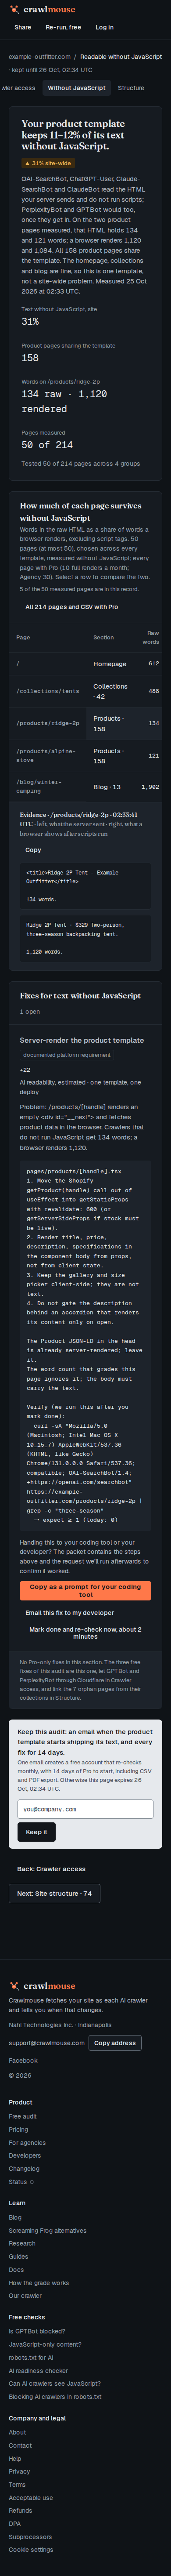 crawlmouse
Share Re-run, free Log in
example-outfitter.com / Readable without JavaScript
· kept until 26 Oct, 02:34 UTC
wler access Without JavaScript Structure
Your product template
keeps 11–12% of its text
without JavaScript.
▲ 31% site-wide
OAI-SearchBot, ChatGPT-User, Claude-
SearchBot and ClaudeBot read the HTML
your server sends and do not run scripts;
PerplexityBot and GPTBot would too,
once they get in. On the two product
pages measured, that HTML holds 134
and 121 words; a browser renders 1,120
and 1,084. All 158 product pages share
the template. The homepage, collections
and blog are fine, so this is one template,
not a site-wide problem. Measured 25 Oct
2026 at 02:33 UTC.
Text without JavaScript, site
31%
Product pages sharing the template
158
Words on /products/ridge-2p
134 raw · 1,120
rendered
Pages measured
50 of 214
Tested 50 of 214 pages across 4 groups
How much of each page survives
without JavaScript
Words in the raw HTML as a share of words a
browser renders, excluding script tags. 50
pages (at most 50), chosen across every
template, measured without JavaScript; every
page with Pro (10 full renders a month;
Agency 30). Select a row to compare the two.
5 of the 50 measured pages are in this record.
All 214 pages and CSV with Pro
Page Section Raw words
/ Homepage 612
/collections/tents Collections · 42 488
/products/ridge-2p Products · 158 134
/products/alpine-stove Products · 158 121
/blog/winter-camping Blog · 13 1,902
Evidence · /products/ridge-2p · 02:33:41
UTC · left, what the server sent · right, what a
browser shows after scripts run
Copy
<title>Ridge 2P Tent – Example
Outfitter</title>
134 words.
Ridge 2P Tent · $329 Two-person,
three-season backpacking tent.
1,120 words.
Fixes for text without JavaScript
1 open
Server-render the product template
documented platform requirement
+22
AI readability, estimated · one template, one
deploy
Problem: /products/[handle] renders an
empty <div id="__next"> and fetches
product data in the browser. Crawlers that
do not run JavaScript get 134 words; a
browser renders 1,120.
pages/products/[handle].tsx
1. Move the Shopify
getProduct(handle) call out of
useEffect into getStaticProps
with revalidate: 600 (or
getServerSideProps if stock must
be live).
2. Render title, price,
description, specifications in
the component body from props,
not from client state.
3. Keep the gallery and size
picker client-side; they are not
text.
4. Do not gate the description
behind an accordion that renders
its content only on open.
The Product JSON-LD in the head
is already server-rendered; leave
it.
The word count that grades this
page ignores it; the body must
carry the text.
Verify (we run this after you
mark done):
curl -sA "Mozilla/5.0
(Macintosh; Intel Mac OS X
10_15_7) AppleWebKit/537.36
(KHTML, like Gecko)
Chrome/131.0.0.0 Safari/537.36;
compatible; OAI-SearchBot/1.4;
+https://openai.com/searchbot"
https://example-
outfitter.com/products/ridge-2p |
grep -c "three-season"
→ expect ≥ 1 (today: 0)
Handing this to your coding tool or your
developer? The packet contains the steps
above and the request we'll run afterwards to
confirm it worked.
Copy as a prompt for your coding
tool
Email this fix to my developer
Mark done and re-check now, about 2
minutes
No Pro-only fixes in this section. The three free
fixes of this audit are this one, let GPTBot and
PerplexityBot through Cloudflare in Crawler
access, and link the 7 orphan pages from their
collections in Structure.
Keep this audit: an email when the product
template starts shipping its text, and every
fix for 14 days.
One email creates a free account that re-checks
monthly, with 14 days of Pro to start, including CSV
and PDF export. Otherwise this page expires 26
Oct, 02:34 UTC.
you@company.com
Keep it
Back: Crawler access
Next: Site structure · 74
crawlmouse
Crawlmouse fetches your site as each AI crawler
and tells you when that changes.
Nahl Technologies Inc. · Indianapolis
support@crawlmouse.com Copy address
Facebook
© 2026
Product
Free audit
Pricing
For agencies
Developers
Changelog
Status
Learn
Blog
Screaming Frog alternatives
Research
Guides
Docs
How the grade works
Our crawler
Free checks
Is GPTBot blocked?
JavaScript-only content?
robots.txt for AI
AI readiness checker
Can AI crawlers see JavaScript?
Blocking AI crawlers in robots.txt
Company and legal
About
Contact
Help
Privacy
Terms
Acceptable use
Refunds
DPA
Subprocessors
Cookie settings